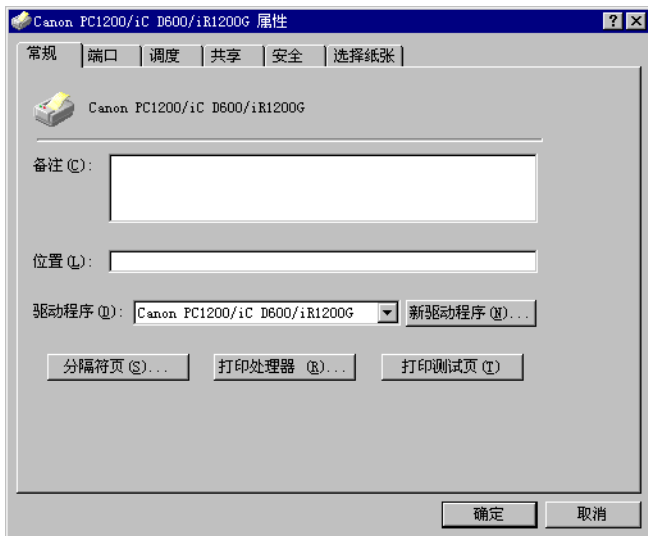 Canon PC1200/iC D600/iR1200G 属性
常规 端口 调度 共享 安全 选择纸张
Canon PC1200/iC D600/iR1200G
备注(C):
位置(L):
驱动程序(D): Canon PC1200/iC D600/iR1200G 新驱动程序(N)...
分隔符页(S)... 打印处理器 (R)... 打印测试页(T)
确定 取消